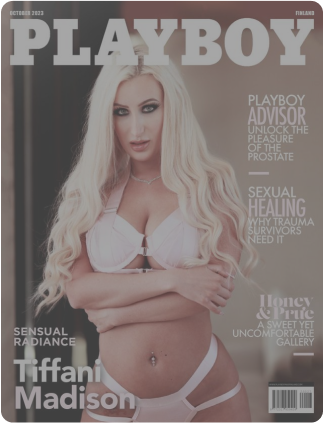 OCTOBER 2023
FINLAND
PLAYBOY
PLAYBOY
ADVISOR
UNLOCK THE
PLEASURE
OF THE
PROSTATE
SEXUAL
HEALING
WHY TRAUMA
SURVIVORS
NEED IT
Honey
& Prue
A SWEET YET
UNCOMFORTABLE
GALLERY
SENSUAL
RADIANCE
Tiffani
Madison